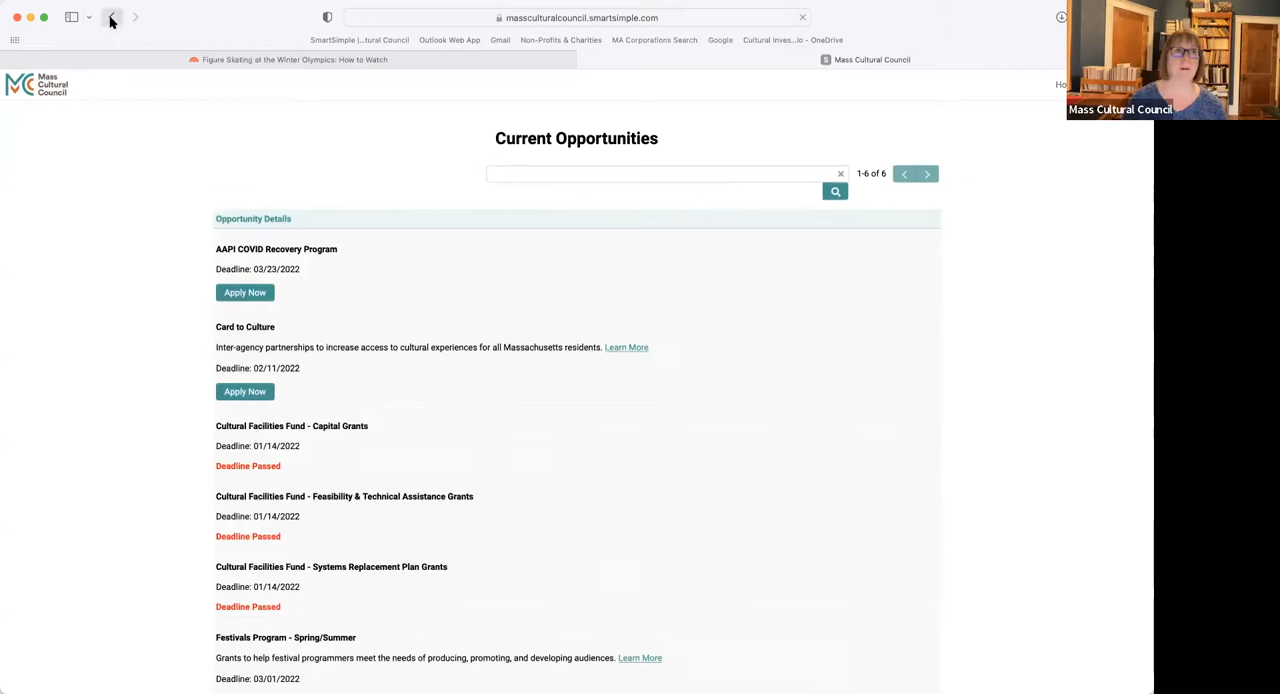 massculturalcouncil.smartsimple.com
SmartSimple |...tural Council Outlook Web App Gmail Non-Profits & Charities MA Corporations Search Google Cultural Inves...io - OneDrive
Figure Skating at the Winter Olympics: How to Watch
S Mass Cultural Council
Mass Cultural Council
Mass
Cultural
Council
Ho
Current Opportunities
1-6 of 6
Opportunity Details
AAPI COVID Recovery Program
Deadline: 03/23/2022
Apply Now
Card to Culture
Inter-agency partnerships to increase access to cultural experiences for all Massachusetts residents. Learn More
Deadline: 02/11/2022
Apply Now
Cultural Facilities Fund - Capital Grants
Deadline: 01/14/2022
Deadline Passed
Cultural Facilities Fund - Feasibility & Technical Assistance Grants
Deadline: 01/14/2022
Deadline Passed
Cultural Facilities Fund - Systems Replacement Plan Grants
Deadline: 01/14/2022
Deadline Passed
Festivals Program - Spring/Summer
Grants to help festival programmers meet the needs of producing, promoting, and developing audiences. Learn More
Deadline: 03/01/2022